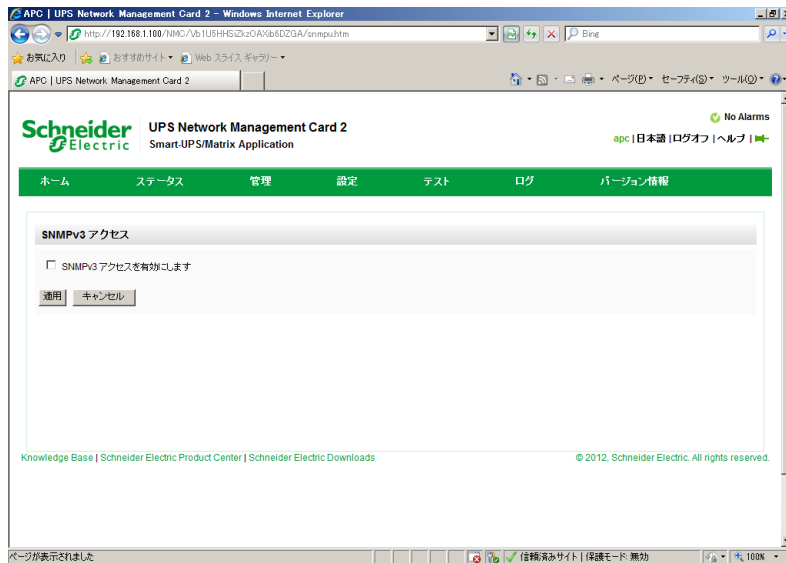 APC | UPS Network Management Card 2 - Windows Internet Explorer
http://192.168.1.100/NMC/Vb1U5HHSiZkzOAXGb6DZGA/snmpu.htm
Bing
お気に入り おすすめサイト Web スライス ギャラリー
APC | UPS Network Management Card 2
ページ(P) セーフティ(S) ツール(O)
No Alarms
Schneider Electric
UPS Network Management Card 2
Smart-UPS/Matrix Application
apc | 日本語 | ログオフ | ヘルプ |
ホーム ステータス 管理 設定 テスト ログ バージョン情報
SNMPv3 アクセス
SNMPv3 アクセスを有効にします
適用 キャンセル
Knowledge Base | Schneider Electric Product Center | Schneider Electric Downloads
© 2012, Schneider Electric. All rights reserved.
ページが表示されました
信頼済みサイト | 保護モード: 無効
100%